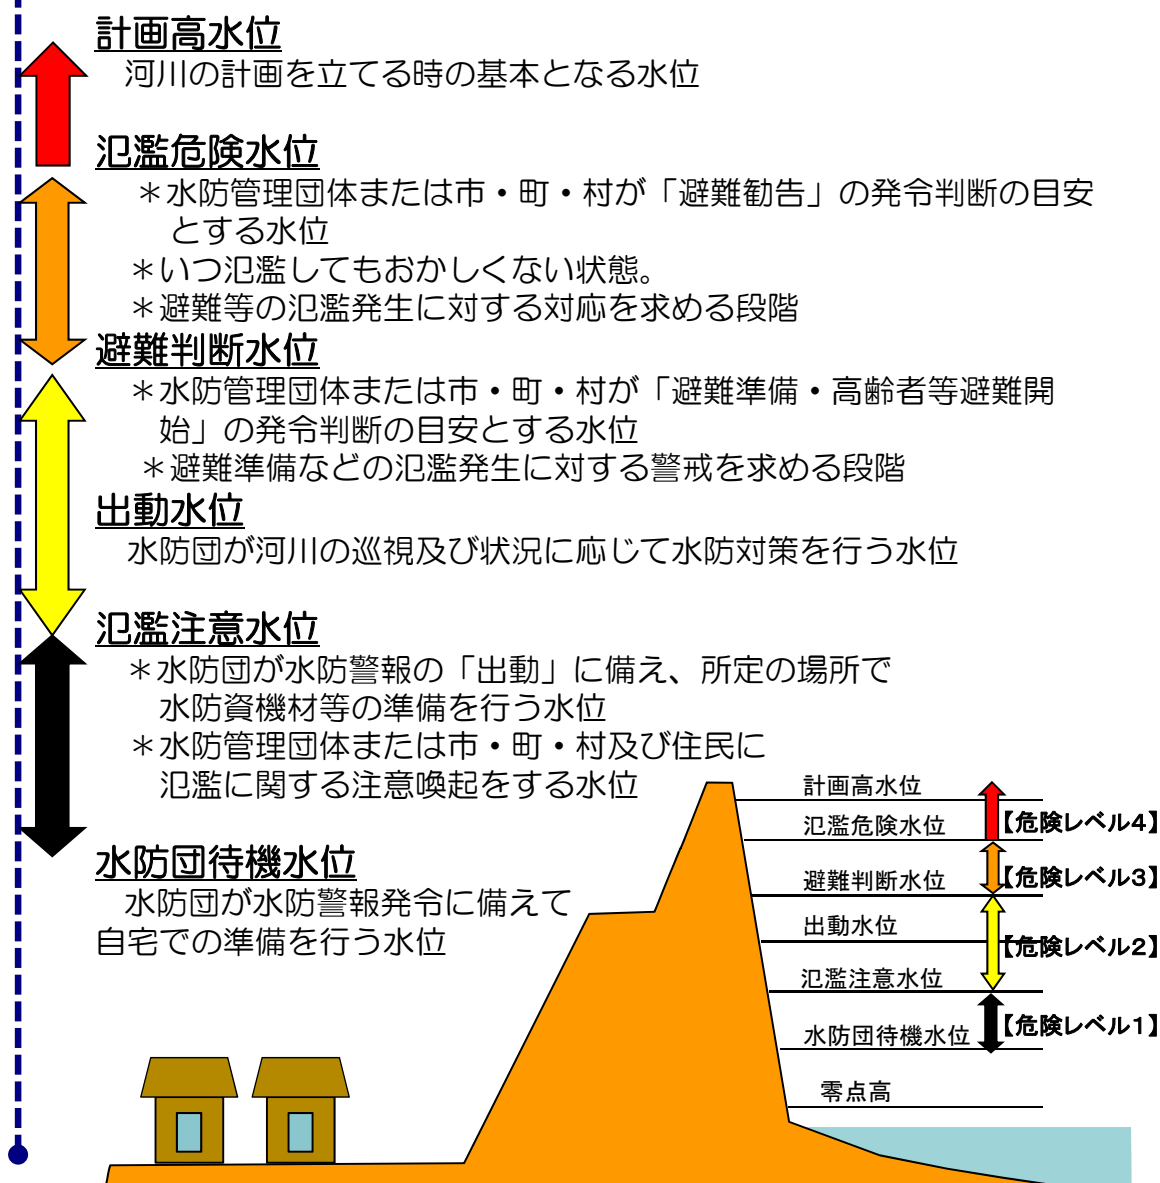 計画高水位
河川の計画を立てる時の基本となる水位
氾濫危険水位
＊水防管理団体または市・町・村が「避難勧告」の発令判断の目安
とする水位
＊いつ氾濫してもおかしくない状態。
＊避難等の氾濫発生に対する対応を求める段階
避難判断水位
＊水防管理団体または市・町・村が「避難準備・高齢者等避難開
始」の発令判断の目安とする水位
＊避難準備などの氾濫発生に対する警戒を求める段階
出動水位
水防団が河川の巡視及び状況に応じて水防対策を行う水位
氾濫注意水位
＊水防団が水防警報の「出動」に備え、所定の場所で
水防資機材等の準備を行う水位
＊水防管理団体または市・町・村及び住民に
氾濫に関する注意喚起をする水位
水防団待機水位
水防団が水防警報発令に備えて
自宅での準備を行う水位
計画高水位
氾濫危険水位
【危険レベル４】
避難判断水位
【危険レベル３】
出動水位
【危険レベル２】
氾濫注意水位
水防団待機水位
【危険レベル１】
零点高